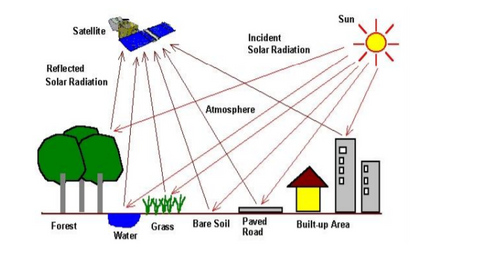 Sun
Satellite
Incident
Solar Radiation
Reflected
Solar Radiation
Atmosphere
Forest
Water
Grass
Bare Soil
Paved
Road
Built-up Area